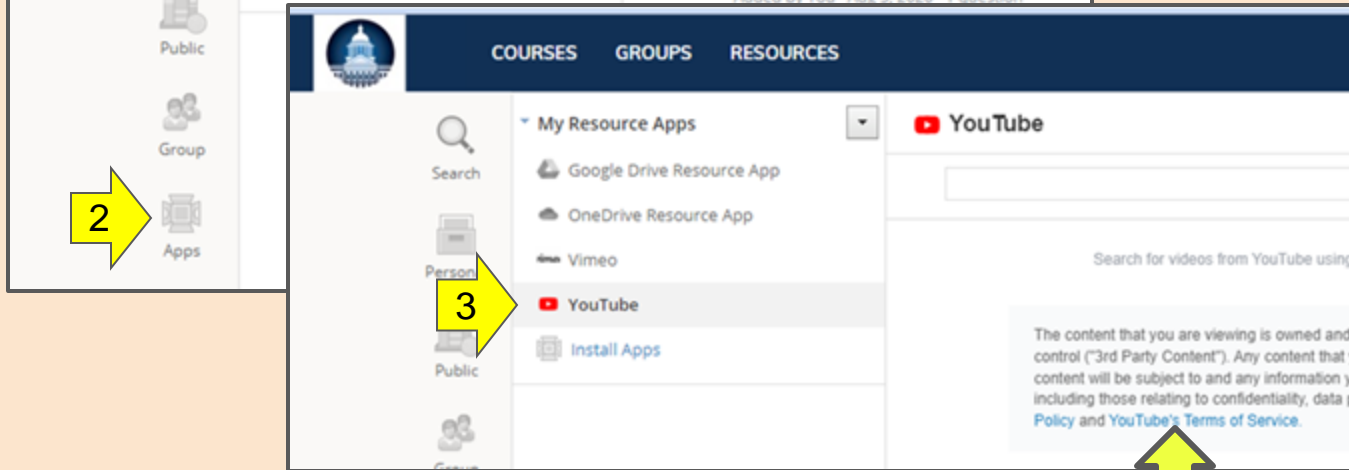 Public
Group
2
Apps
COURSES GROUPS RESOURCES
Search
Person
3
Public
Group
My Resource Apps
Google Drive Resource App
OneDrive Resource App
Vimeo
YouTube
Install Apps
YouTube
Search for videos from YouTube using
The content that you are viewing is owned and
control ("3rd Party Content"). Any content that
content will be subject to and any information y
including those relating to confidentiality, data p
Policy and YouTube's Terms of Service.